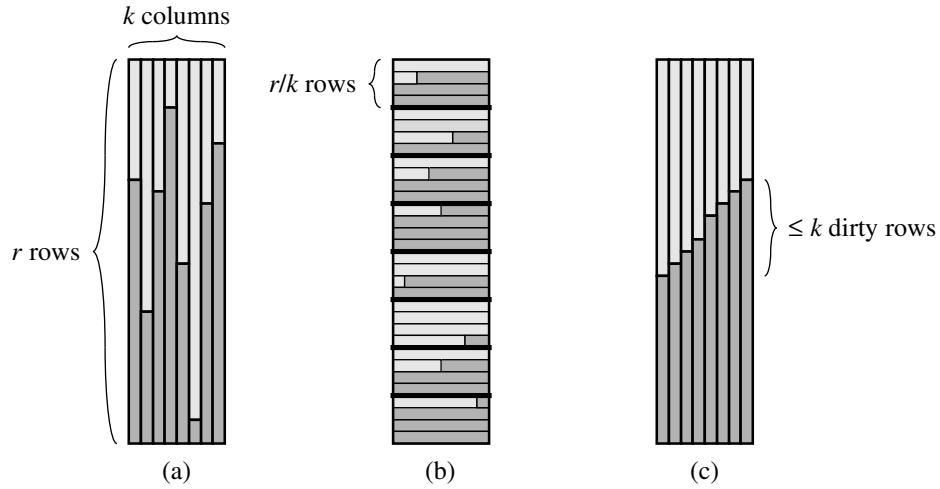 k columns
r/k rows
r rows
≤ k dirty rows
(a)
(b)
(c)